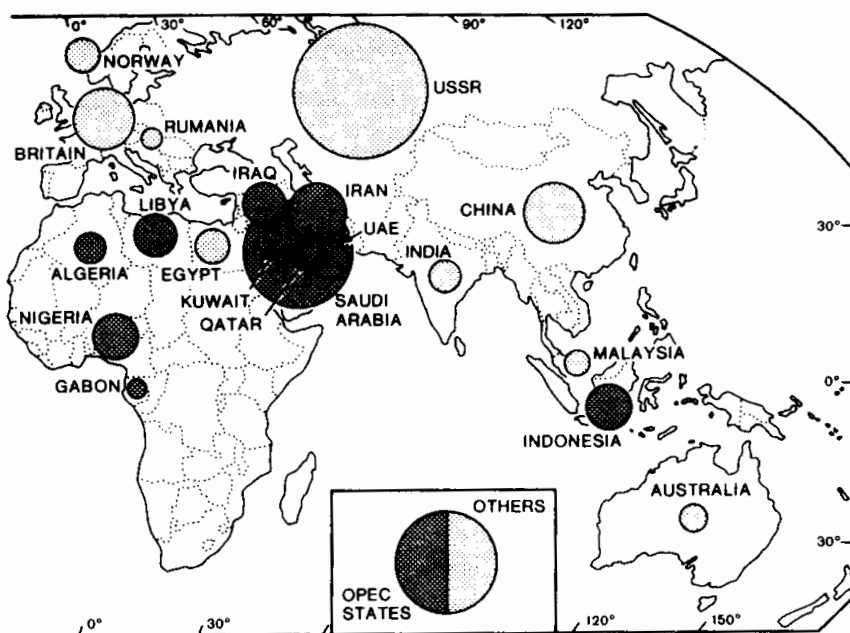 0° 30° 60° 90° 120°
NORWAY
USSR
RUMANIA
BRITAIN
IRAQ
IRAN
LIBYA
CHINA
30°
UAE
INDIA
ALGERIA
EGYPT
KUWAIT
SAUDI
ARABIA
QATAR
NIGERIA
MALAYSIA
GABON
0°
INDONESIA
AUSTRALIA
OTHERS
30°
OPEC
STATES
0° 30° 120° 150°